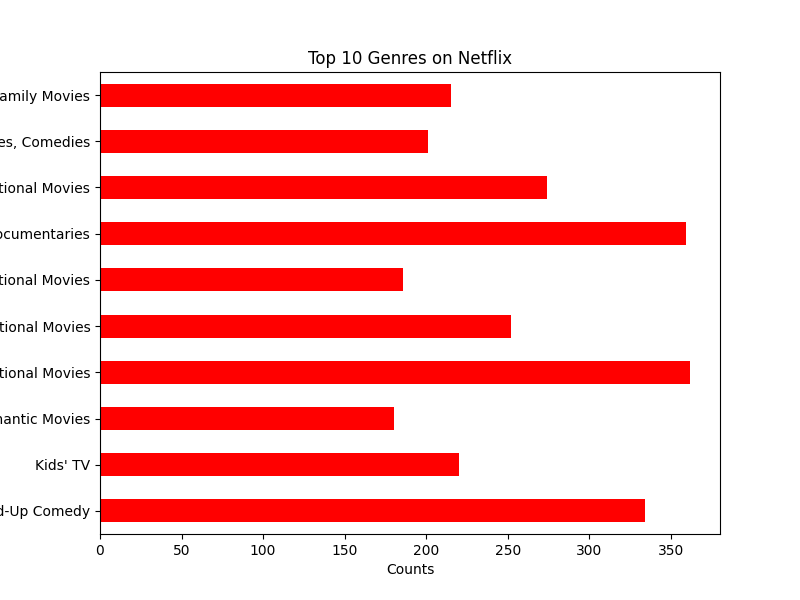 Top 10 Genres on Netflix
amily Movies
es, Comedies
tional Movies
ocumentaries
tional Movies
tional Movies
tional Movies
nantic Movies
Kids' TV
d-Up Comedy
0 50 100 150 200 250 300 350
Counts